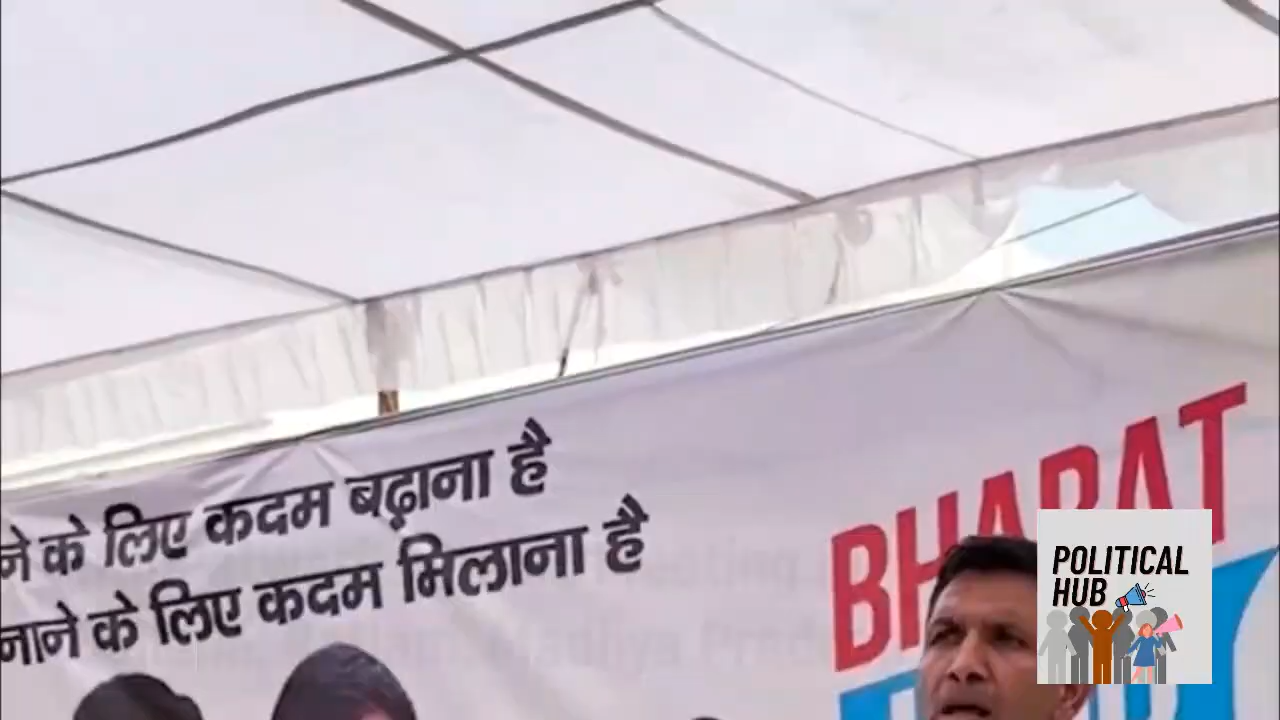 के लिए कदम बढ़ाना है
के लिए कदम मिलाना है
BHARAT
POLITICAL
HUB